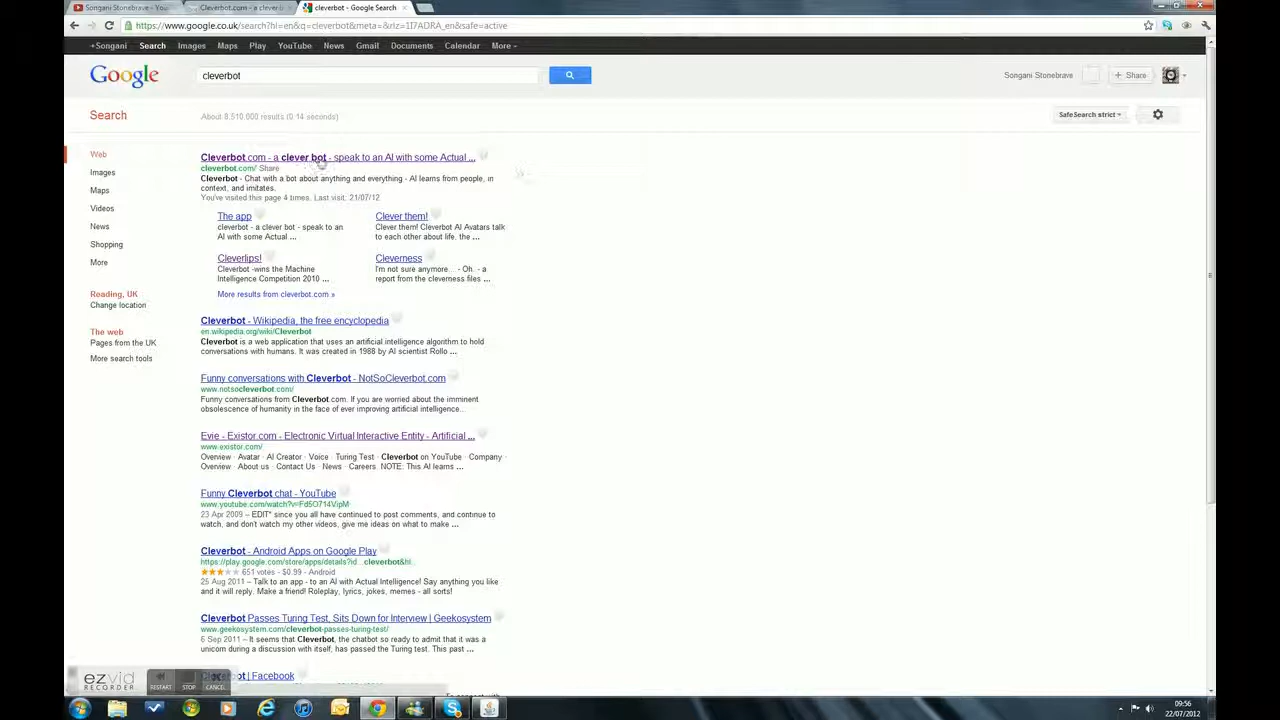 Songani Stonebrave - You...
Cleverbot.com - a cleverb
cleverbot - Google Search
https://www.google.co.uk/search?hl=en&q=cleverbot&meta=&rlz=1I7ADRA_en&safe=active.
+Songani Search Images Maps Play YouTube News Gmail Documents Calendar More
Google
cleverbot
Songani Stonebrave
+ Share
Search
About 8,510,000 results (0.14 seconds)
SafeSearch strict
Web
Images
Maps
Videos
News
Shopping
More
Reading, UK
Change location
The web
Pages from the UK
More search tools
Cleverbot.com - a clever bot - speak to an AI with some Actual ...
cleverbot.com/ Share
Cleverbot - Chat with a bot about anything and everything - AI learns from people, in
context, and imitates.
You've visited this page 4 times. Last visit: 21/07/12
The app
cleverbot - a clever bot - speak to an
AI with some Actual ...
Clever them!
Clever them! Cleverbot AI Avatars talk
to each other about life, the ...
Cleverlips!
Cleverbot -wins the Machine
Intelligence Competition 2010 ...
Cleverness
I'm not sure anymore... - Oh. - a
report from the cleverness files ...
More results from cleverbot.com »
Cleverbot - Wikipedia, the free encyclopedia
en.wikipedia.org/wiki/Cleverbot
Cleverbot is a web application that uses an artificial intelligence algorithm to hold
conversations with humans. It was created in 1988 by AI scientist Rollo ...
Funny conversations with Cleverbot - NotSoCleverbot.com
www.notsocleverbot.com/
Funny conversations from Cleverbot.com. If you are worried about the imminent
obsolescence of humanity in the face of ever improving artificial intelligence...
Evie - Existor.com - Electronic Virtual Interactive Entity - Artificial ...
www.existor.com/
Overview · Avatar · AI Creator · Voice · Turing Test · Cleverbot on YouTube · Company ·
Overview · About us · Contact Us · News · Careers. NOTE: This AI learns ...
Funny Cleverbot chat - YouTube
www.youtube.com/watch?v=Fd5O714VipM
23 Apr 2009 – EDIT* since you all have continued to post comments, and continue to
watch, and don't watch my other videos, give me ideas on what to make ...
Cleverbot - Android Apps on Google Play
https://play.google.com/store/apps/details?id...cleverbot&hl...
651 votes - $0.99 - Android
25 Aug 2011 – Talk to an app - to an AI with Actual Intelligence! Say anything you like
and it will reply. Make a friend! Roleplay, lyrics, jokes, memes - all sorts!
Cleverbot Passes Turing Test, Sits Down for Interview | Geekosystem
www.geekosystem.com/cleverbot-passes-turing-test/
6 Sep 2011 – It seems that Cleverbot, the chatbot so ready to admit that it was a
unicorn during a discussion with itself, has passed the Turing test. This past ...
bot | Facebook
ezvid
RECORDER
RESTART
STOP
CANCEL
09:56
22/07/2012